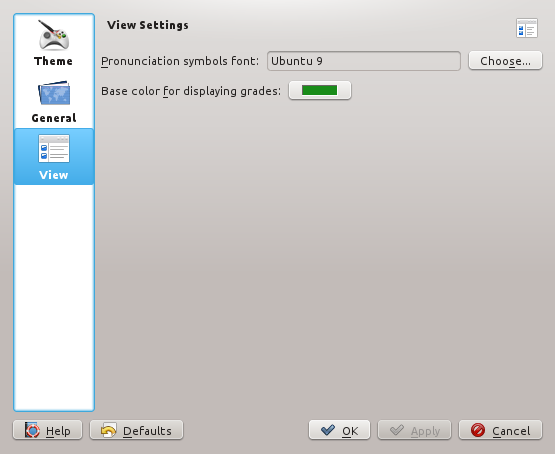 Theme
General
View
View Settings
Pronunciation symbols font: Ubuntu 9 Choose...
Base color for displaying grades:
Help Defaults OK Apply Cancel